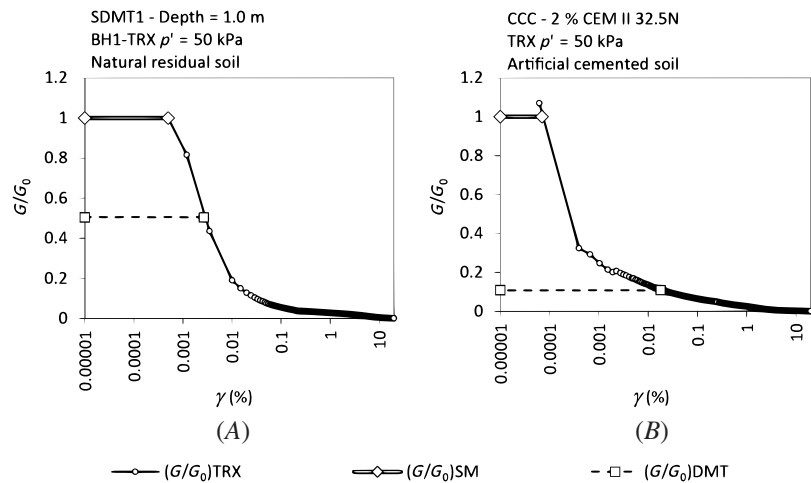 SDMT1 - Depth = 1.0 m
BH1-TRX p' = 50 kPa
Natural residual soil
1.2
1
0.8
0.6
0.4
0.2
0
G/G₀
0.00001
0.0001
0.001
0.01
0.1
1
10
γ (%)
(A)
CCC - 2 % CEM II 32.5N
TRX p' = 50 kPa
Artificial cemented soil
1.2
1
0.8
0.6
0.4
0.2
0
G/G₀
0.00001
0.0001
0.001
0.01
0.1
1
10
γ (%)
(B)
(G/G₀)TRX
(G/G₀)SM
(G/G₀)DMT